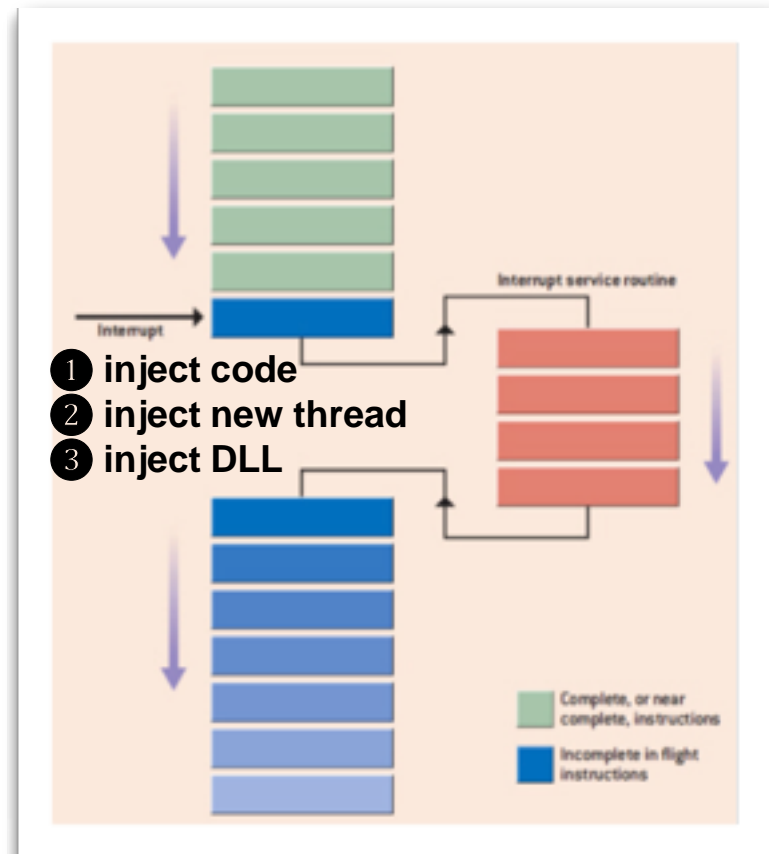 Interrupt service routine
Interrupt
❶ inject code
❷ inject new thread
❸ inject DLL
Complete, or near
complete, instructions
Incomplete in flight
instructions